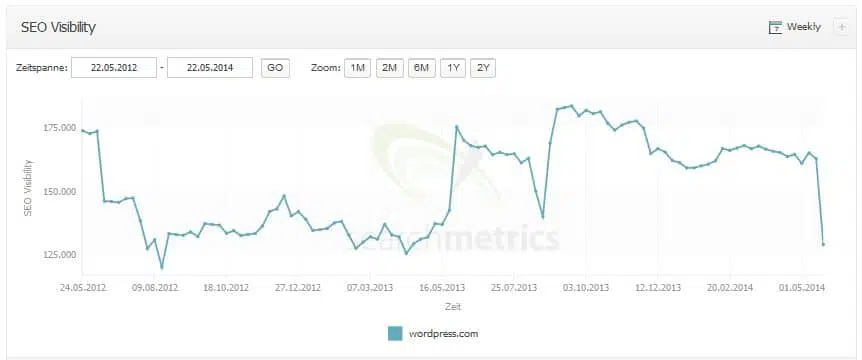 SEO Visibility
7 Weekly +
Zeitspanne: 22.05.2012 - 22.05.2014 GO Zoom: 1M 2M 6M 1Y 2Y
175.000
150.000
125.000
SEO Visibility
searchmetrics
24.05.2012 09.08.2012 18.10.2012 27.12.2012 07.03.2013 16.05.2013 25.07.2013 03.10.2013 12.12.2013 20.02.2014 01.05.2014
Zeit
wordpress.com